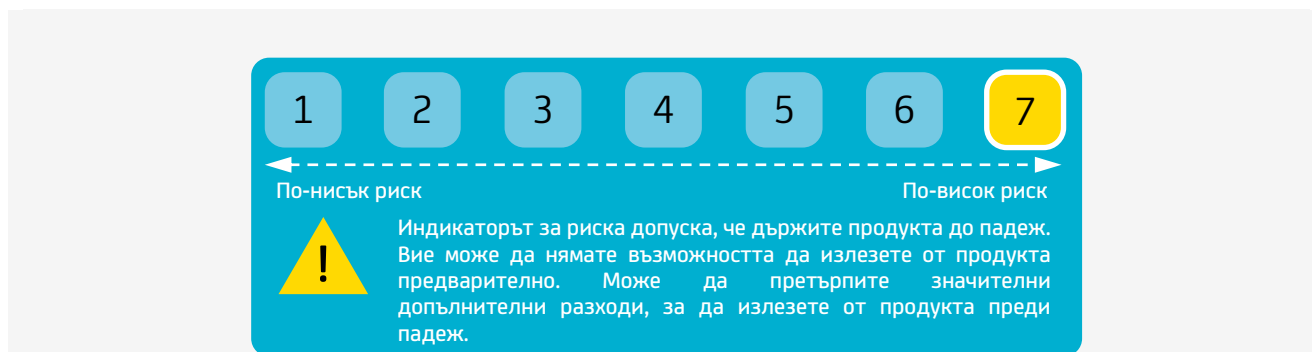 1 2 3 4 5 6 7
По-нисък риск По-висок риск
! Индикаторът за риска допуска, че държите продукта до падеж.
Вие може да нямате възможността да излезете от продукта
предварително. Може да претърпите значителни
допълнителни разходи, за да излезете от продукта преди
падеж.